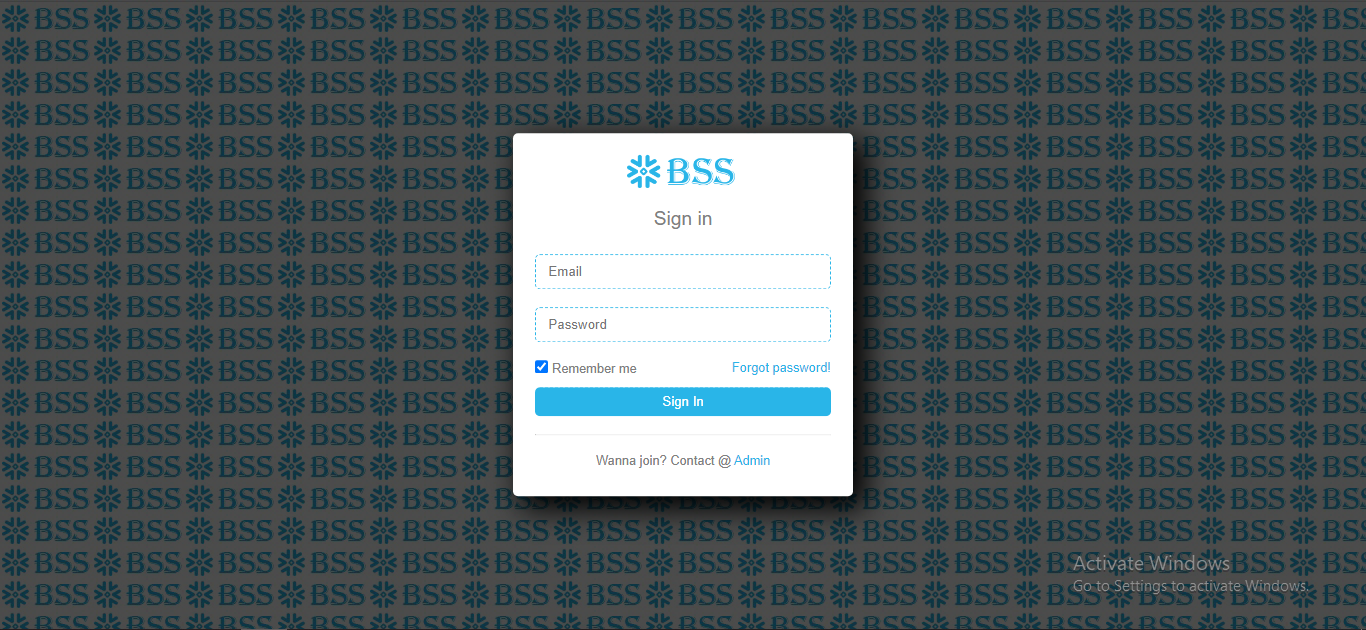 BSS
Sign in
Email
Password
Remember me
Forgot password!
Sign In
Wanna join? Contact @ Admin
Activate Windows
Go to Settings to activate Windows.